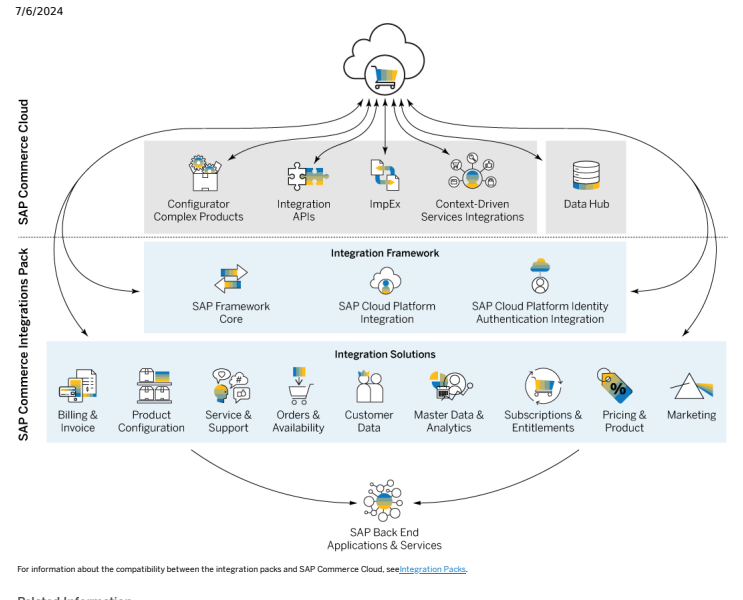 7/6/2024
SAP Commerce Cloud
Configurator
Complex Products
Integration
APIs
ImpEx
Context-Driven
Services Integrations
Data Hub
SAP Commerce Integrations Pack
Integration Framework
SAP Framework
Core
SAP Cloud Platform
Integration
SAP Cloud Platform Identity
Authentication Integration
Integration Solutions
Billing &
Invoice
Product
Configuration
Service &
Support
Orders &
Availability
Customer
Data
Master Data &
Analytics
Subscriptions &
Entitlements
%
Pricing &
Product
Marketing
SAP Back End
Applications & Services
For information about the compatibility between the integration packs and SAP Commerce Cloud, seeIntegration Packs.
Related Information